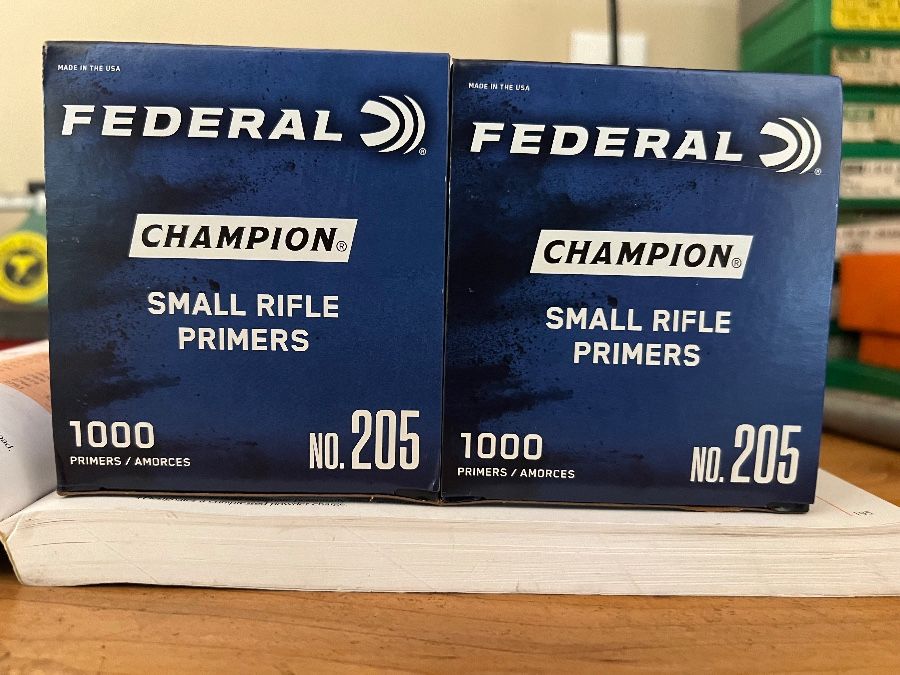 MADE IN THE USA
FEDERAL®
CHAMPION®
SMALL RIFLE
PRIMERS
1000
PRIMERS / AMORCES
NO. 205
MADE IN THE USA
FEDERAL®
CHAMPION®
SMALL RIFLE
PRIMERS
1000
PRIMERS / AMORCES
NO. 205